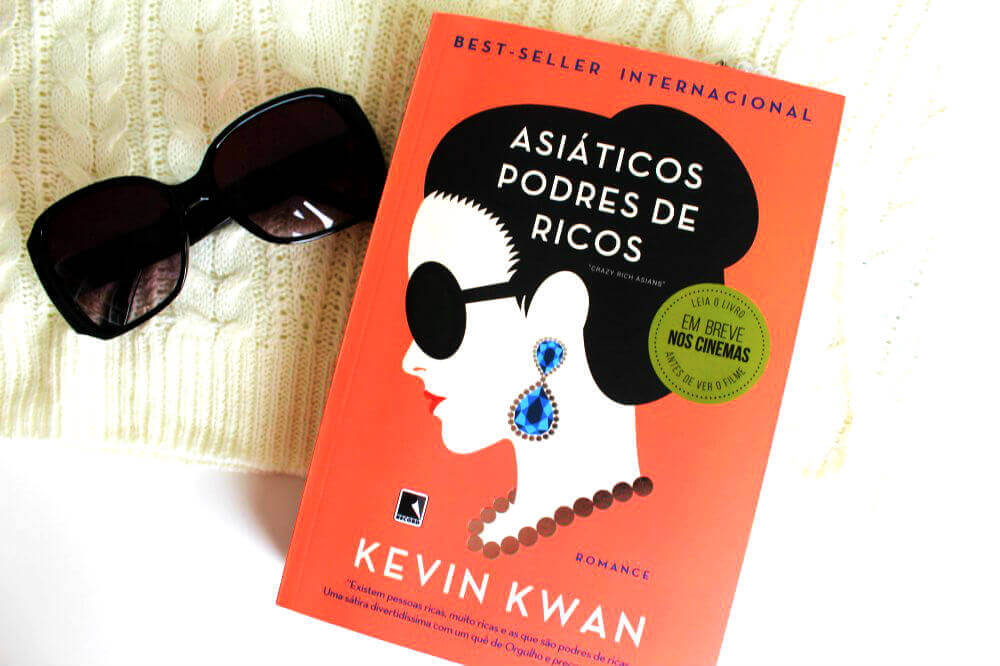 BEST-SELLER INTERNACIONAL
ASIÁTICOS
PODRES DE
RICOS
"CRAZY RICH ASIANS"
LEIA O LIVRO
EM BREVE
NOS CINEMAS
ANTES DE VER O FILME
RECORD
ROMANCE
KEVIN KWAN
"Existem pessoas ricas, muito ricas e as que são podres de ricas.
Uma sátira divertidíssima com um quê de Orgulho e